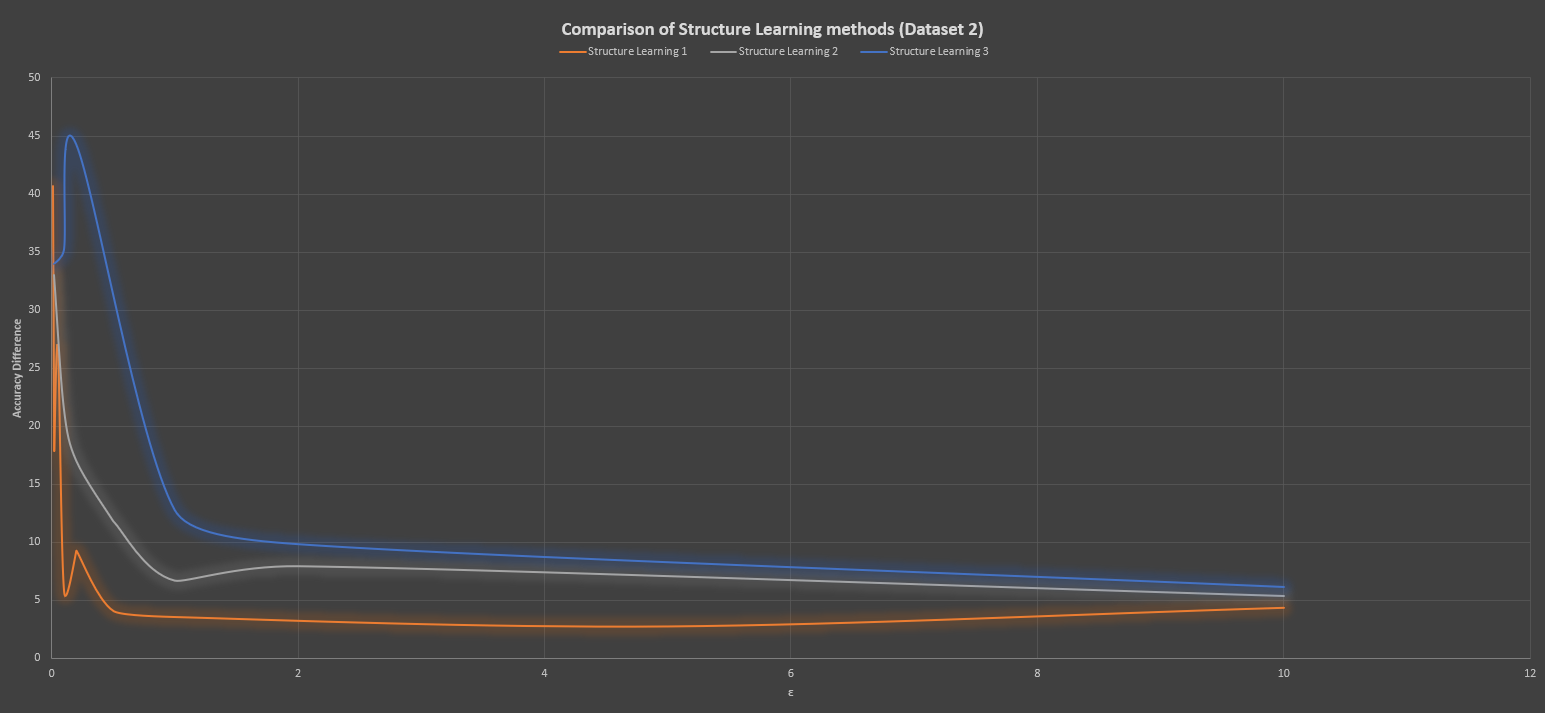 Comparison of Structure Learning methods (Dataset 2)
Structure Learning 1 Structure Learning 2 Structure Learning 3
50
45
40
35
30
25
20
15
10
5
0
Accuracy Difference
0 2 4 6 8 10 12
ε